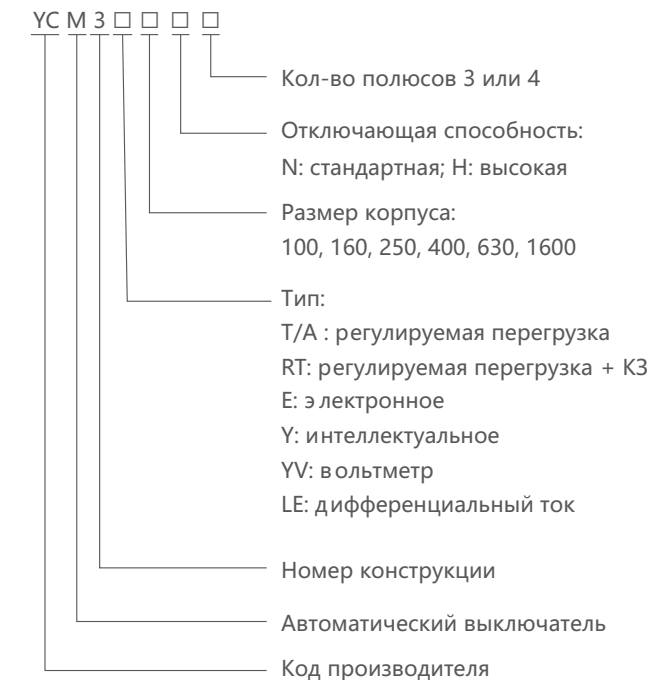 YC M 3 □ □ □ □
Кол-во полюсов 3 или 4
Отключающая способность:
N: стандартная; H: высокая
Размер корпуса:
100, 160, 250, 400, 630, 1600
Тип:
T/A : регулируемая перегрузка
RT: регулируемая перегрузка + КЗ
E: э лектронное
Y: интеллектуальное
YV: в ольтметр
LE: дифференциальный ток
Номер конструкции
Автоматический выключатель
Код производителя